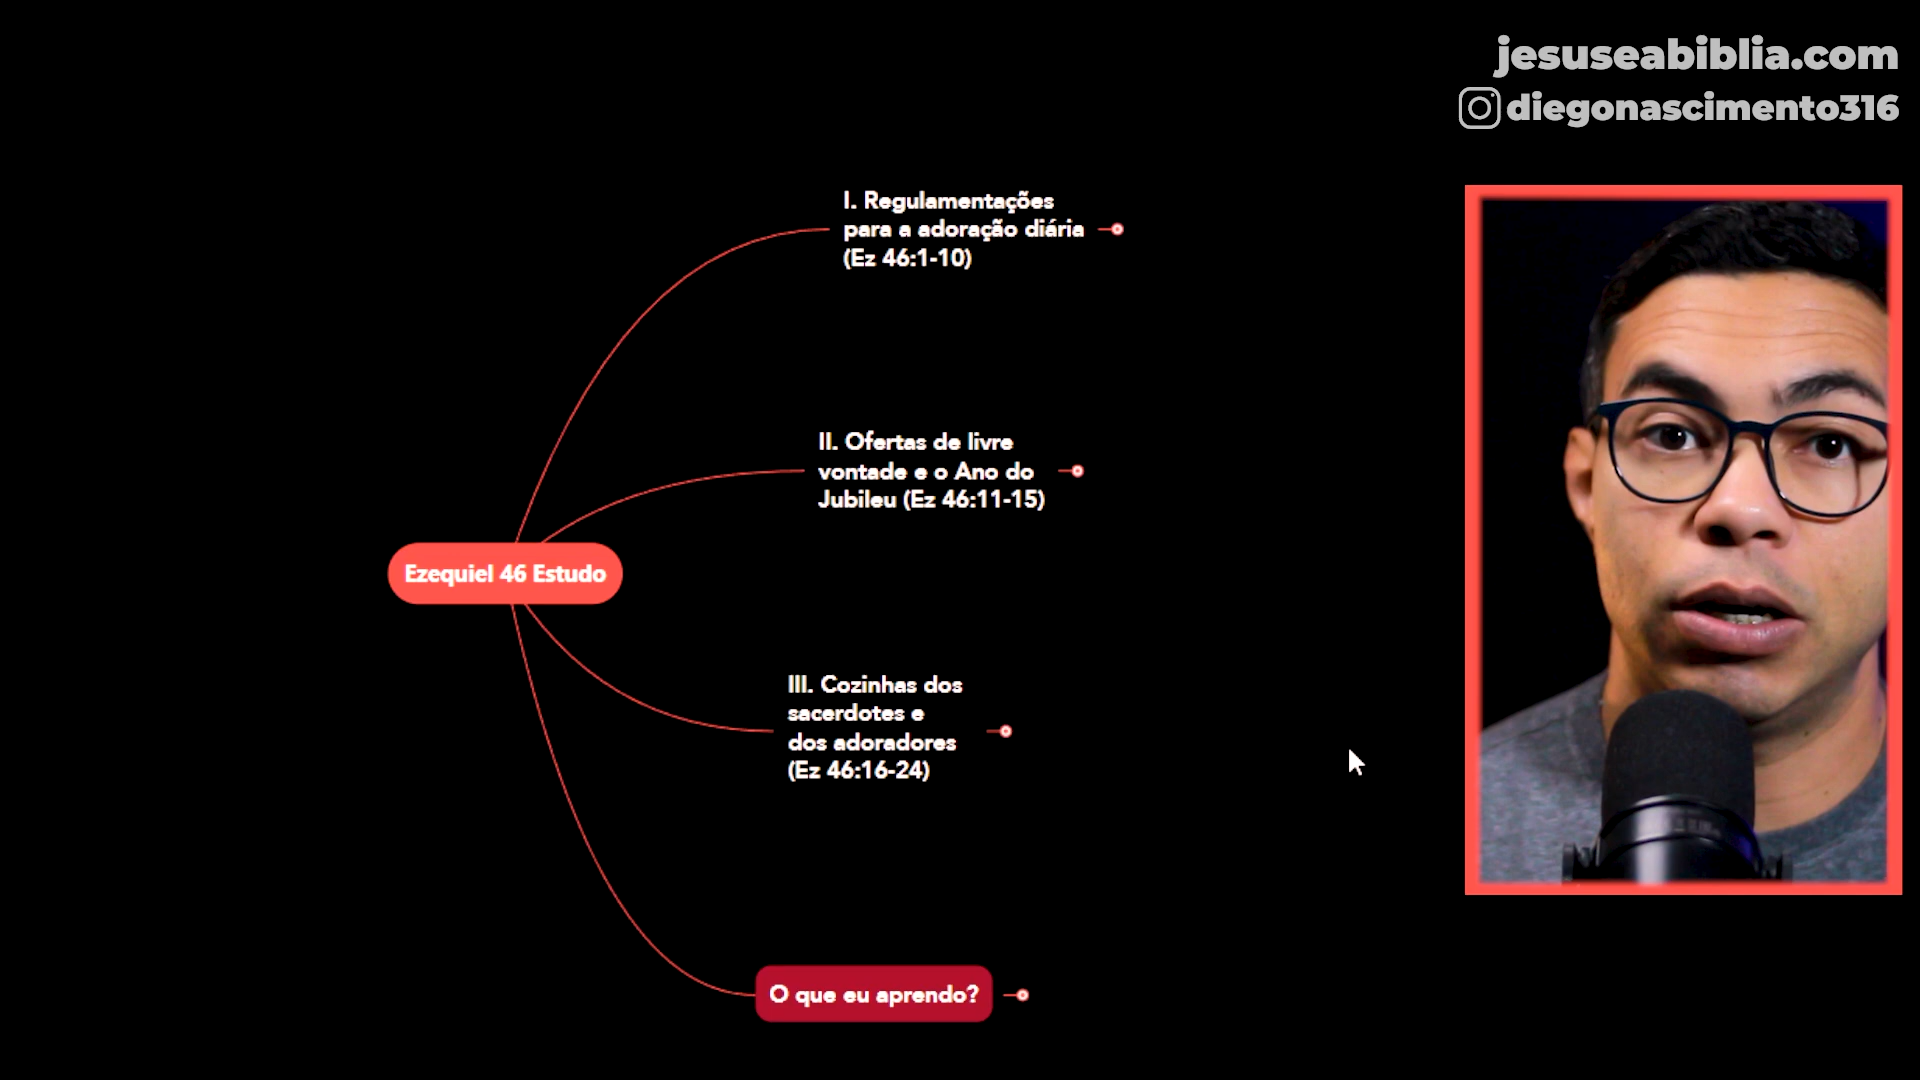 jesuseabiblia.com
diegonascimento316
I. Regulamentações
para a adoração diária
(Ez 46:1-10)
II. Ofertas de livre
vontade e o Ano do
Jubileu (Ez 46:11-15)
Ezequiel 46 Estudo
III. Cozinhas dos
sacerdotes e
dos adoradores
(Ez 46:16-24)
O que eu aprendo?